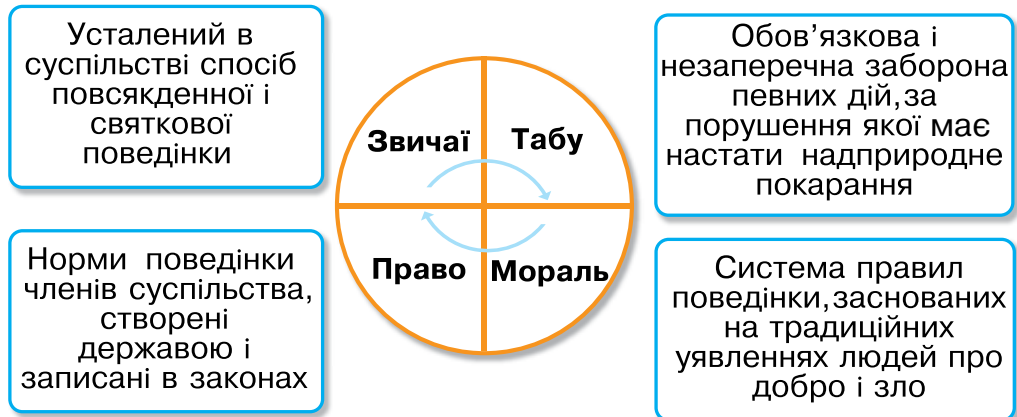 Усталений в
суспільстві спосіб
повсякденної і
святкової
поведінки
Звичаї
Табу
Обов’язкова і
незаперечна заборона
певних дій,за
порушення якої має
настати надприродне
покарання
Норми поведінки
членів суспільства,
створені
державою і
записані в законах
Право
Мораль
Система правил
поведінки,заснованих
на традиційних
уявленнях людей про
добро і зло